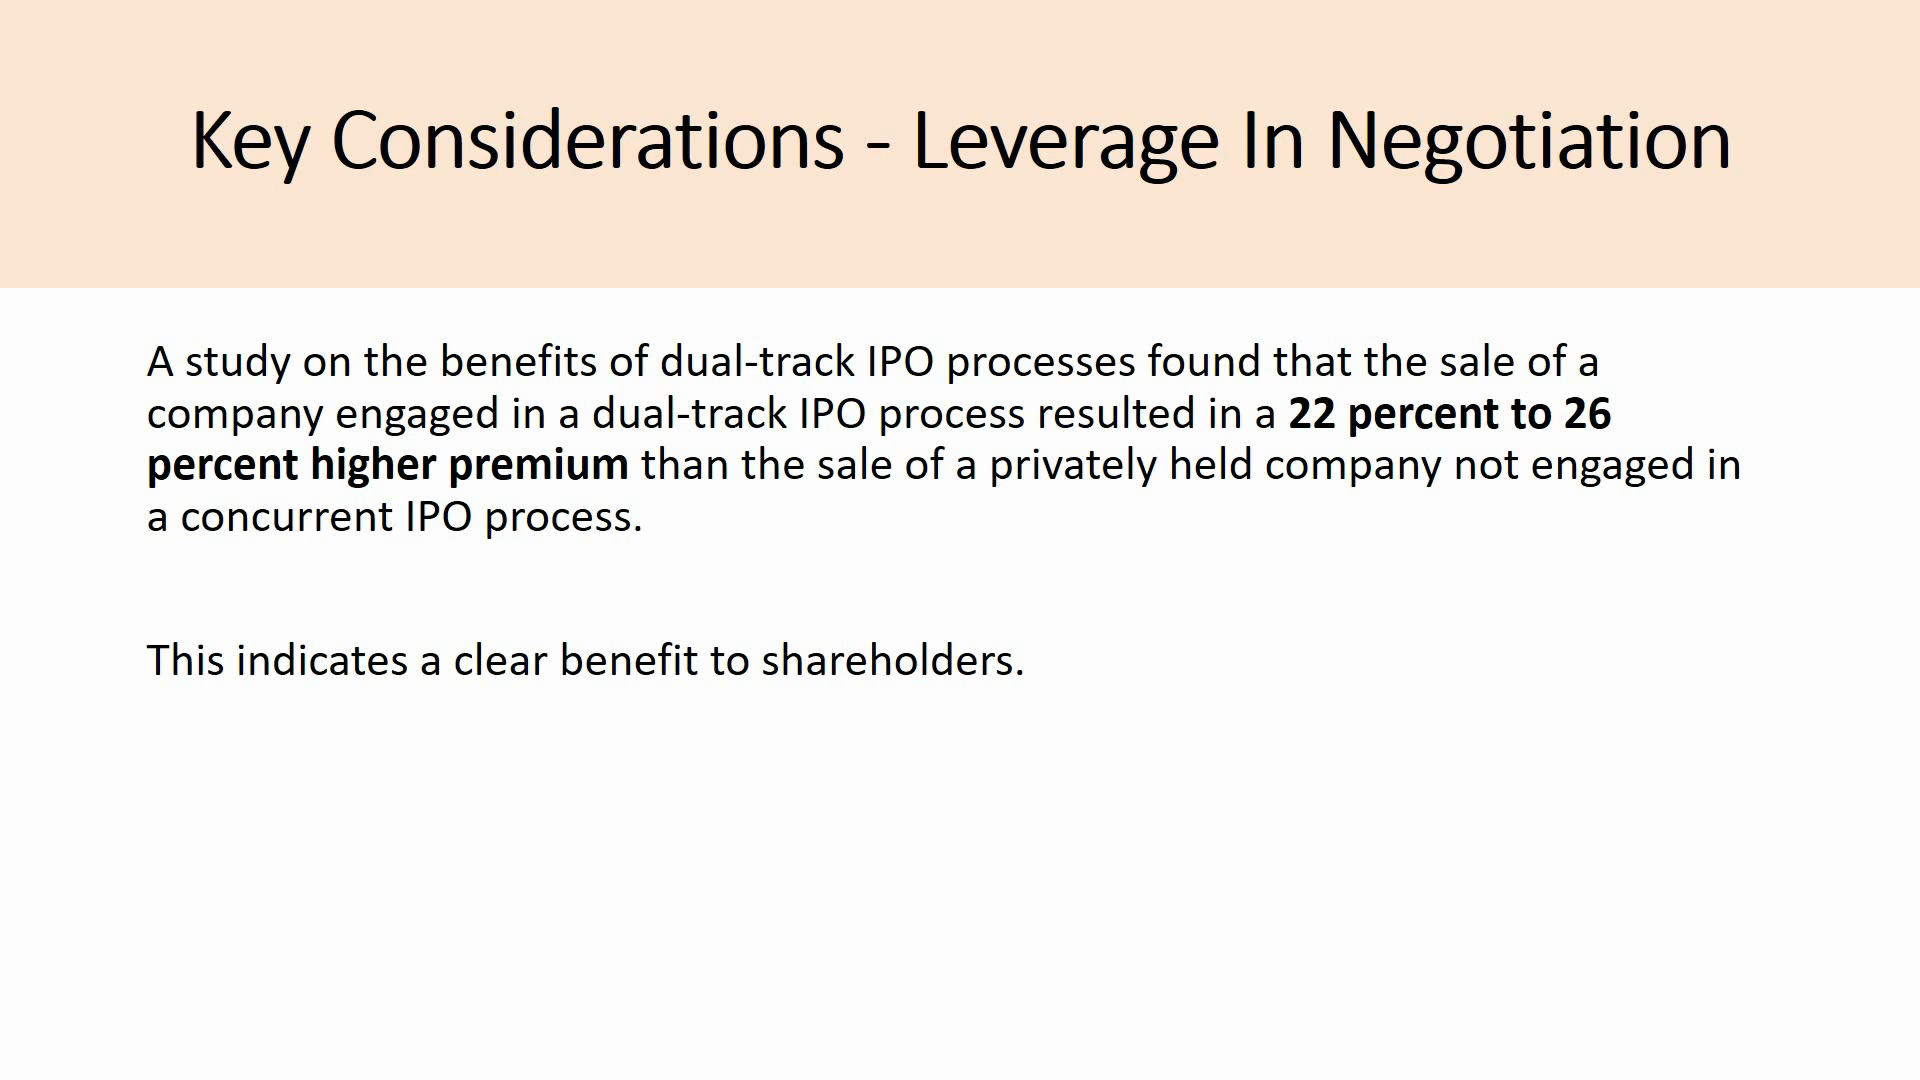 Key Considerations - Leverage In Negotiation
A study on the benefits of dual-track IPO processes found that the sale of a
company engaged in a dual-track IPO process resulted in a 22 percent to 26
percent higher premium than the sale of a privately held company not engaged in
a concurrent IPO process.
This indicates a clear benefit to shareholders.